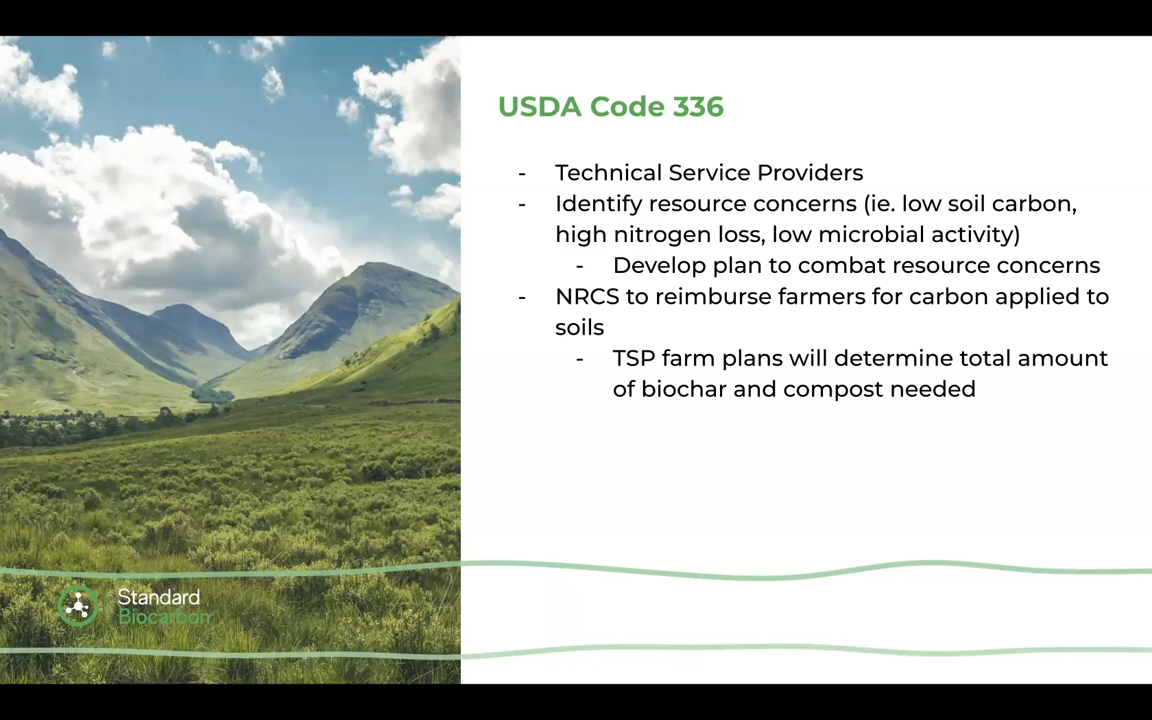 USDA Code 336
- Technical Service Providers
- Identify resource concerns (ie. low soil carbon,
high nitrogen loss, low microbial activity)
- Develop plan to combat resource concerns
- NRCS to reimburse farmers for carbon applied to
soils
- TSP farm plans will determine total amount
of biochar and compost needed
Standard
Biocarbon